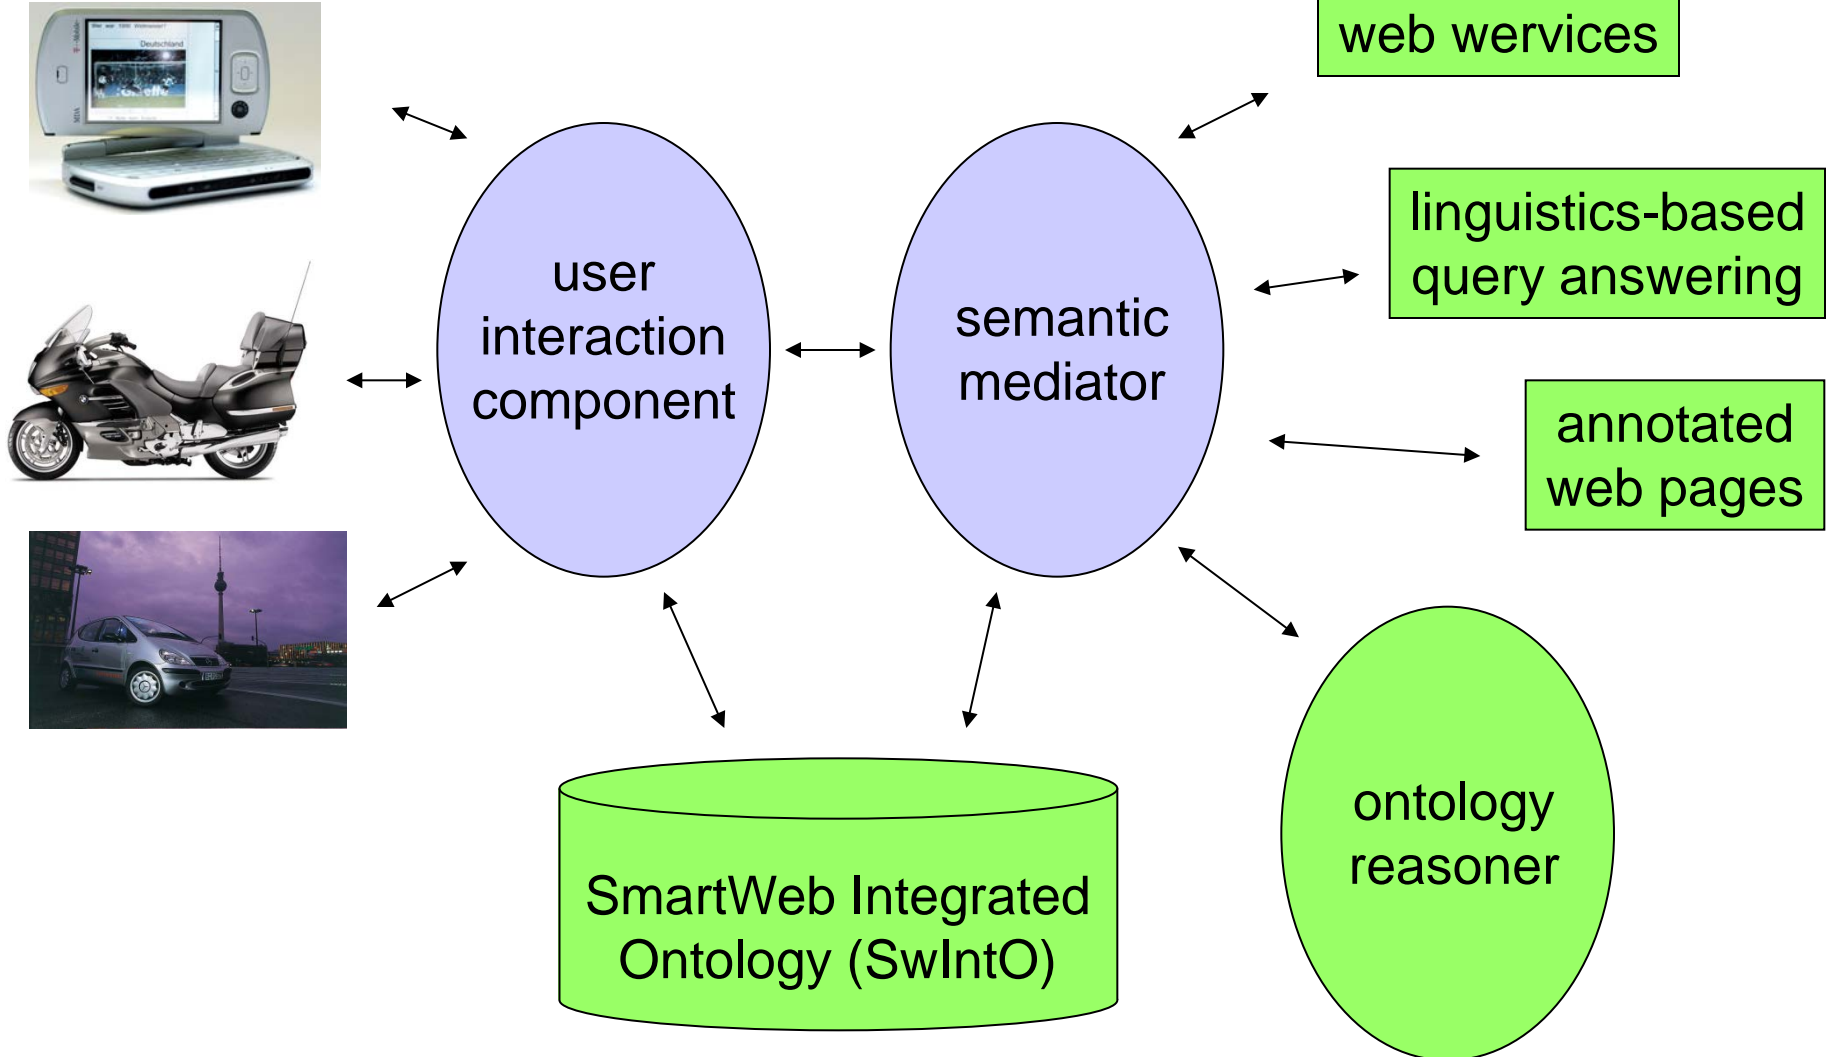 Deutschland
web wervices
linguistics-based
query answering
user
interaction
component
semantic
mediator
annotated
web pages
ontology
reasoner
SmartWeb Integrated
Ontology (SwIntO)